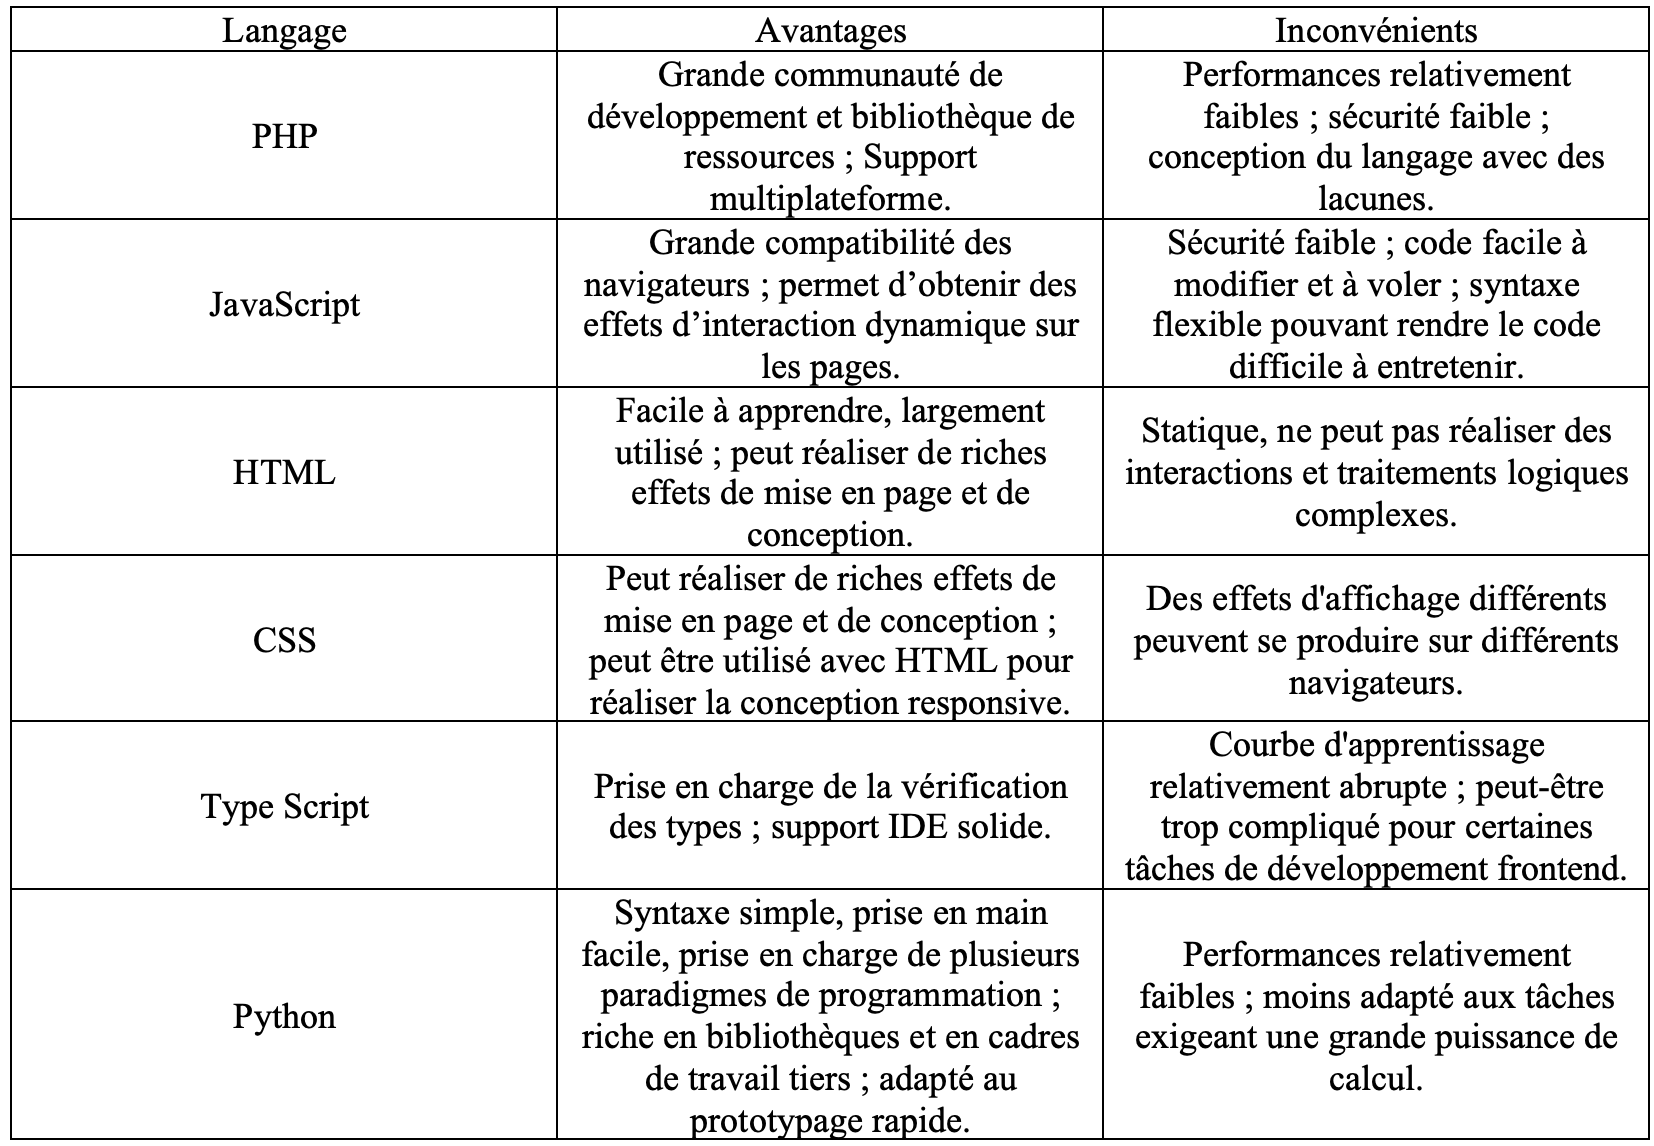 Langage
Avantages
Inconvénients
PHP
Grande communauté de
développement et bibliothèque de
ressources ; Support
multiplateforme.
Performances relativement
faibles ; sécurité faible ;
conception du langage avec des
lacunes.
JavaScript
Grande compatibilité des
navigateurs ; permet d’obtenir des
effets d’interaction dynamique sur
les pages.
Sécurité faible ; code facile à
modifier et à voler ; syntaxe
flexible pouvant rendre le code
difficile à entretenir.
HTML
Facile à apprendre, largement
utilisé ; peut réaliser de riches
effets de mise en page et de
conception.
Statique, ne peut pas réaliser des
interactions et traitements logiques
complexes.
CSS
Peut réaliser de riches effets de
mise en page et de conception ;
peut être utilisé avec HTML pour
réaliser la conception responsive.
Des effets d'affichage différents
peuvent se produire sur différents
navigateurs.
Type Script
Prise en charge de la vérification
des types ; support IDE solide.
Courbe d'apprentissage
relativement abrupte ; peut-être
trop compliqué pour certaines
tâches de développement frontend.
Python
Syntaxe simple, prise en main
facile, prise en charge de plusieurs
paradigmes de programmation ;
riche en bibliothèques et en cadres
de travail tiers ; adapté au
prototypage rapide.
Performances relativement
faibles ; moins adapté aux tâches
exigeant une grande puissance de
calcul.